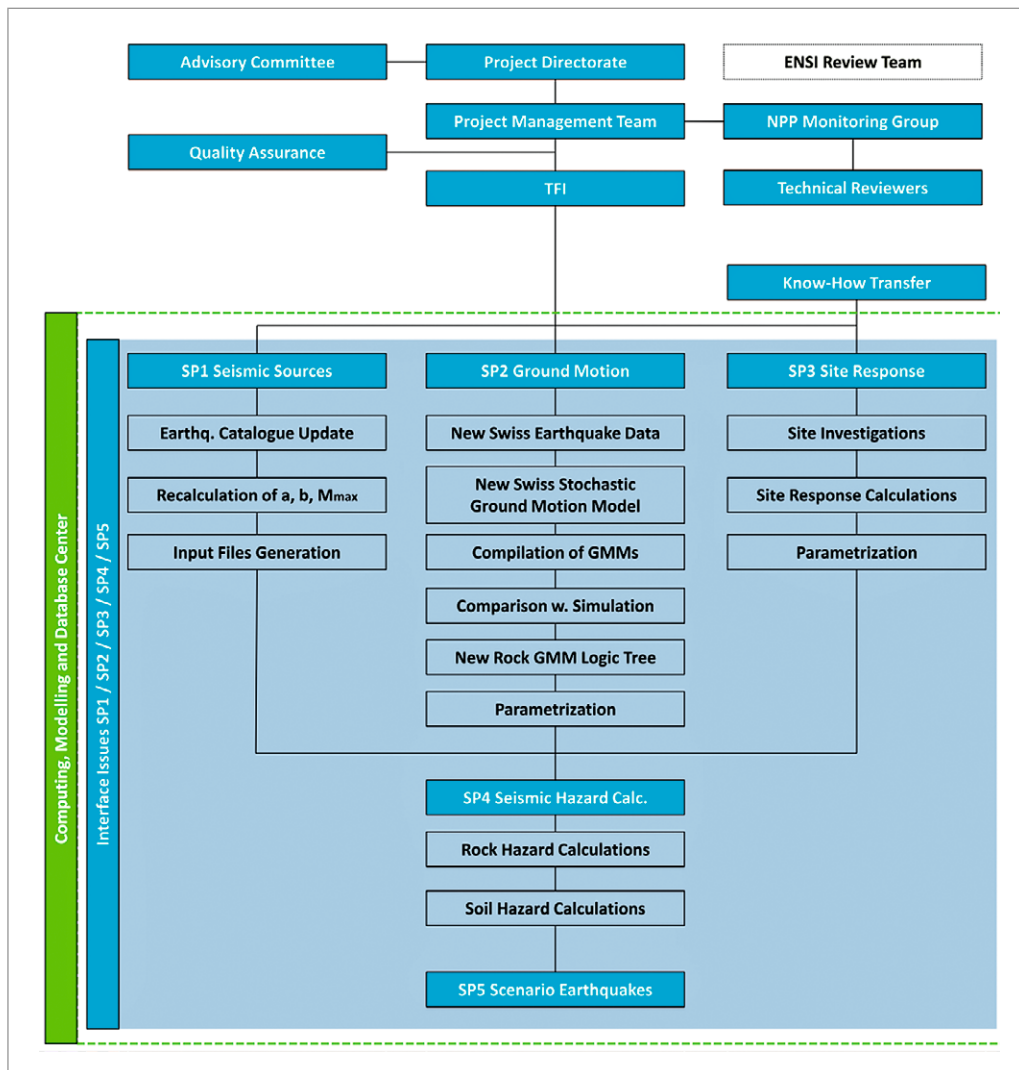 Advisory Committee
Project Directorate
ENSI Review Team
Project Management Team
NPP Monitoring Group
Quality Assurance
TFI
Technical Reviewers
Know-How Transfer
Computing, Modelling and Database Center
Interface Issues SP1 / SP2 / SP3 / SP4 / SP5
SP1 Seismic Sources
Earthq. Catalogue Update
Recalculation of a, b, Mmax
Input Files Generation
SP2 Ground Motion
New Swiss Earthquake Data
New Swiss Stochastic
Ground Motion Model
Compilation of GMMs
Comparison w. Simulation
New Rock GMM Logic Tree
Parametrization
SP3 Site Response
Site Investigations
Site Response Calculations
Parametrization
SP4 Seismic Hazard Calc.
Rock Hazard Calculations
Soil Hazard Calculations
SP5 Scenario Earthquakes